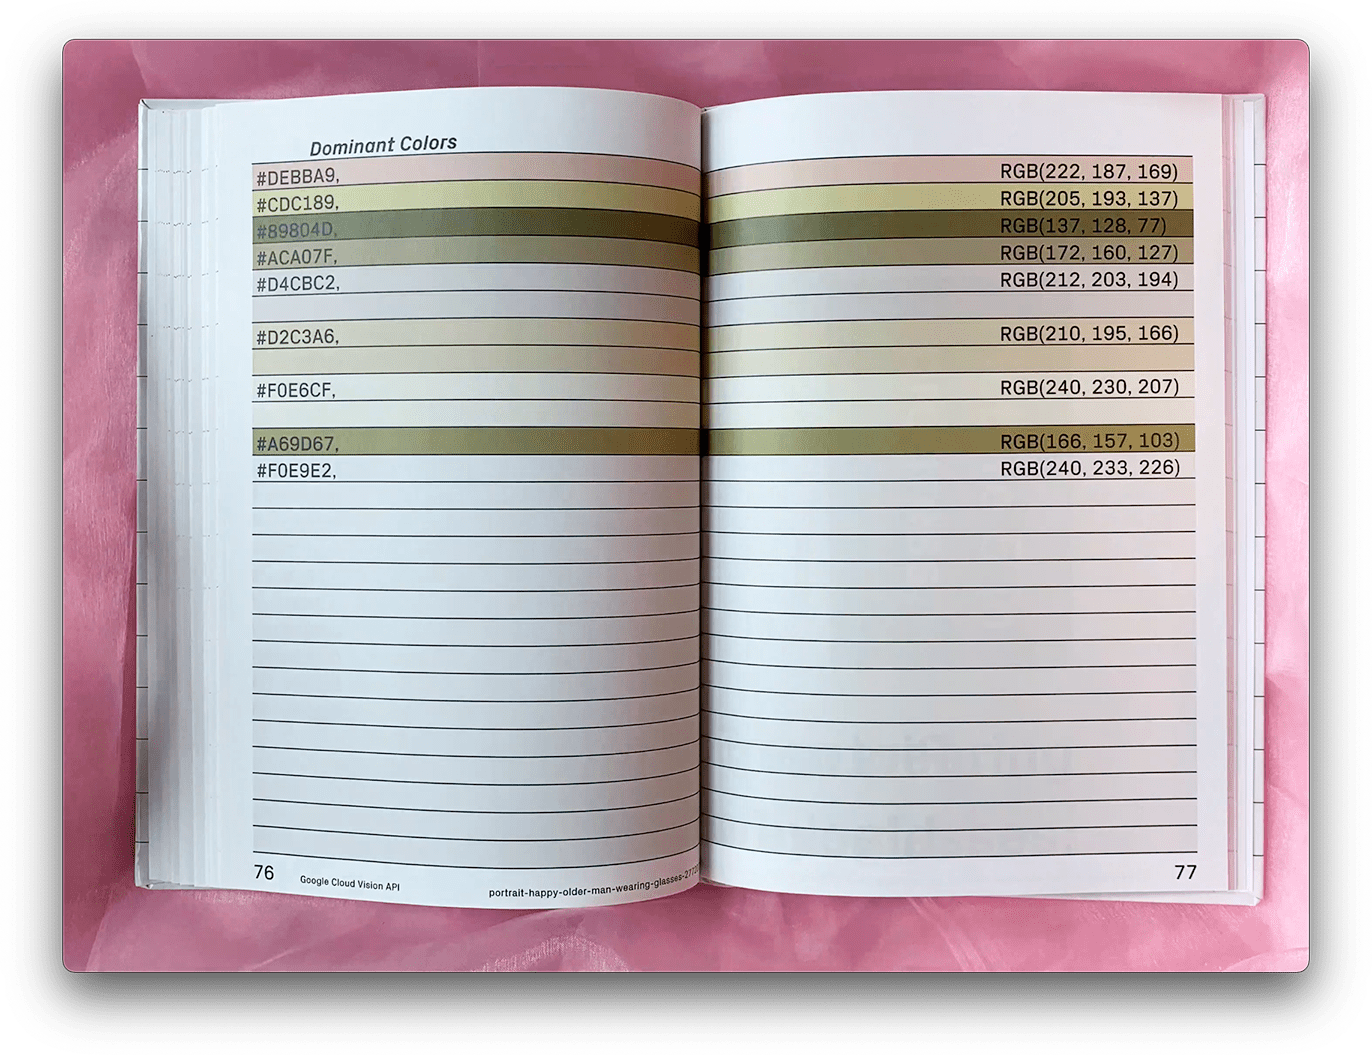 Dominant Colors
#DEBBA9, RGB(222, 187, 169)
#CDC189, RGB(205, 193, 137)
#89804D, RGB(137, 128, 77)
#ACA07F, RGB(172, 160, 127)
#D4CBC2, RGB(212, 203, 194)
#D2C3A6, RGB(210, 195, 166)
#F0E6CF, RGB(240, 230, 207)
#A69D67, RGB(166, 157, 103)
#F0E9E2, RGB(240, 233, 226)
76 Google Cloud Vision API portrait-happy-older-man-wearing-glasses- 77